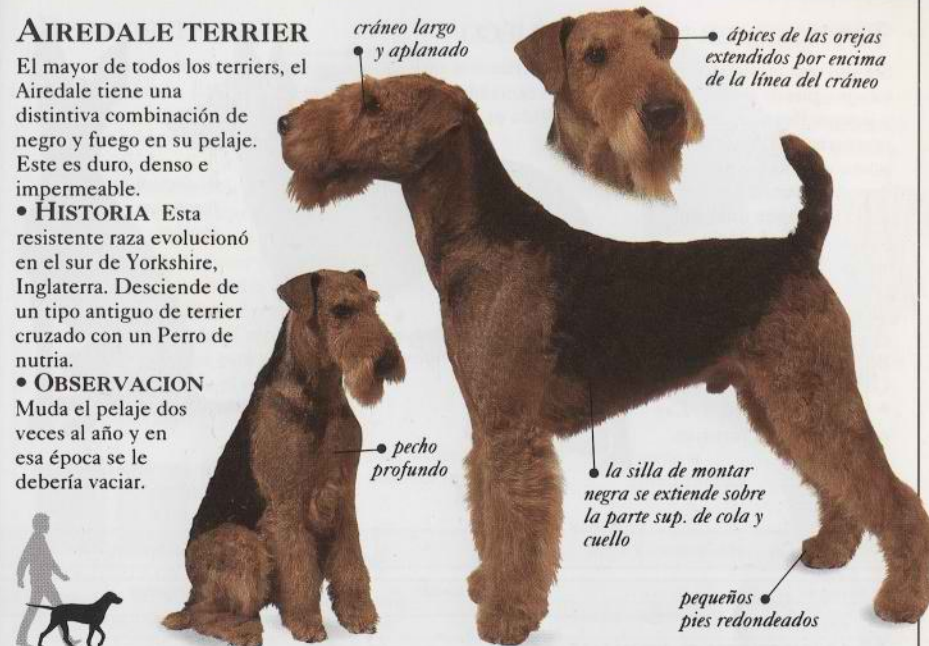 AIREDALE TERRIER
El mayor de todos los terriers, el
Airedale tiene una
distintiva combinación de
negro y fuego en su pelaje.
Este es duro, denso e
impermeable.
• HISTORIA Esta
resistente raza evolucionó
en el sur de Yorkshire,
Inglaterra. Desciende de
un tipo antiguo de terrier
cruzado con un Perro de
nutria.
• OBSERVACION
Muda el pelaje dos
veces al año y en
esa época se le
debería vaciar.
cráneo largo
y aplanado
ápices de las orejas
extendidos por encima
de la línea del cráneo
pecho
profundo
la silla de montar
negra se extiende sobre
la parte sup. de cola y
cuello
pequeños
pies redondeados